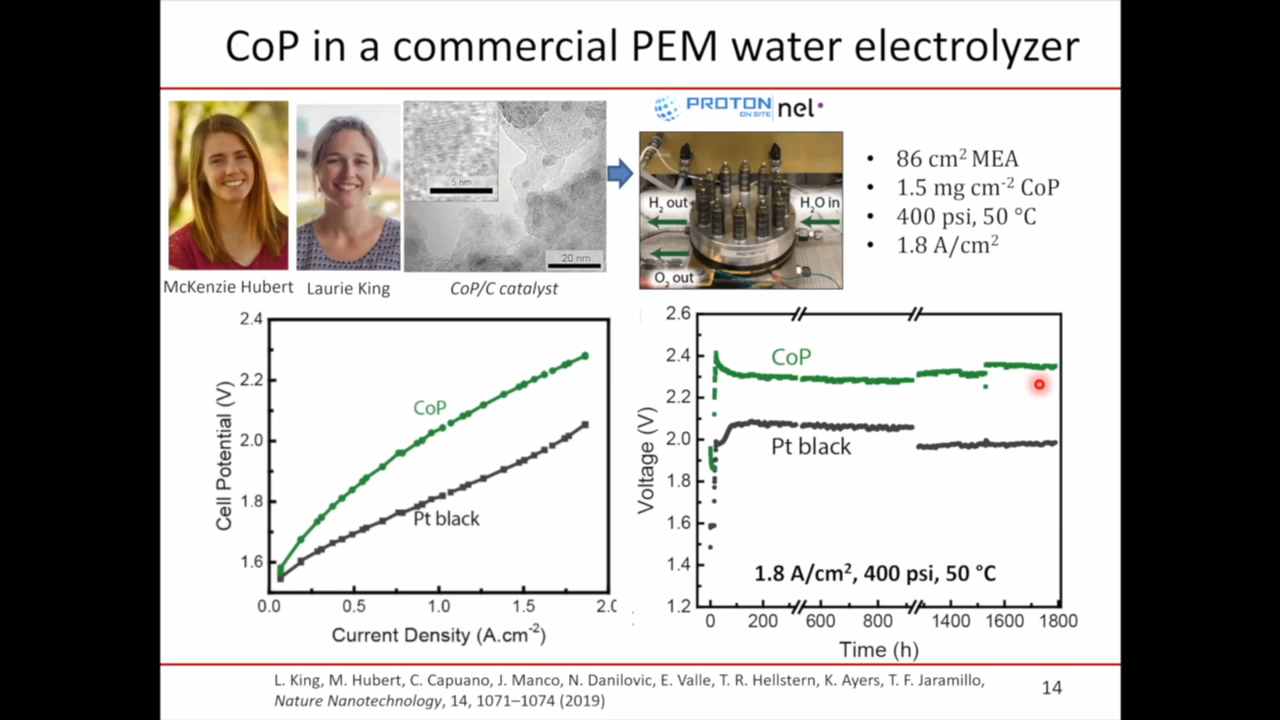 CoP in a commercial PEM water electrolyzer
PROTON
ON SITE
nel
5 nm
20 nm
H2 out
H2O in
O2 out
• 86 cm² MEA
• 1.5 mg cm⁻² CoP
• 400 psi, 50 °C
• 1.8 A/cm²
McKenzie Hubert
Laurie King
CoP/C catalyst
2.4
2.2
2.0
1.8
1.6
Cell Potential (V)
CoP
Pt black
0.0 0.5 1.0 1.5 2.0
Current Density (A.cm⁻²)
2.6
2.4
2.2
2.0
1.8
1.6
1.4
1.2
Voltage (V)
CoP
Pt black
1.8 A/cm², 400 psi, 50 °C
0 200 600 800 1400 1600 1800
Time (h)
L. King, M. Hubert, C. Capuano, J. Manco, N. Danilovic, E. Valle, T. R. Hellstern, K. Ayers, T. F. Jaramillo,
Nature Nanotechnology, 14, 1071–1074 (2019)
14